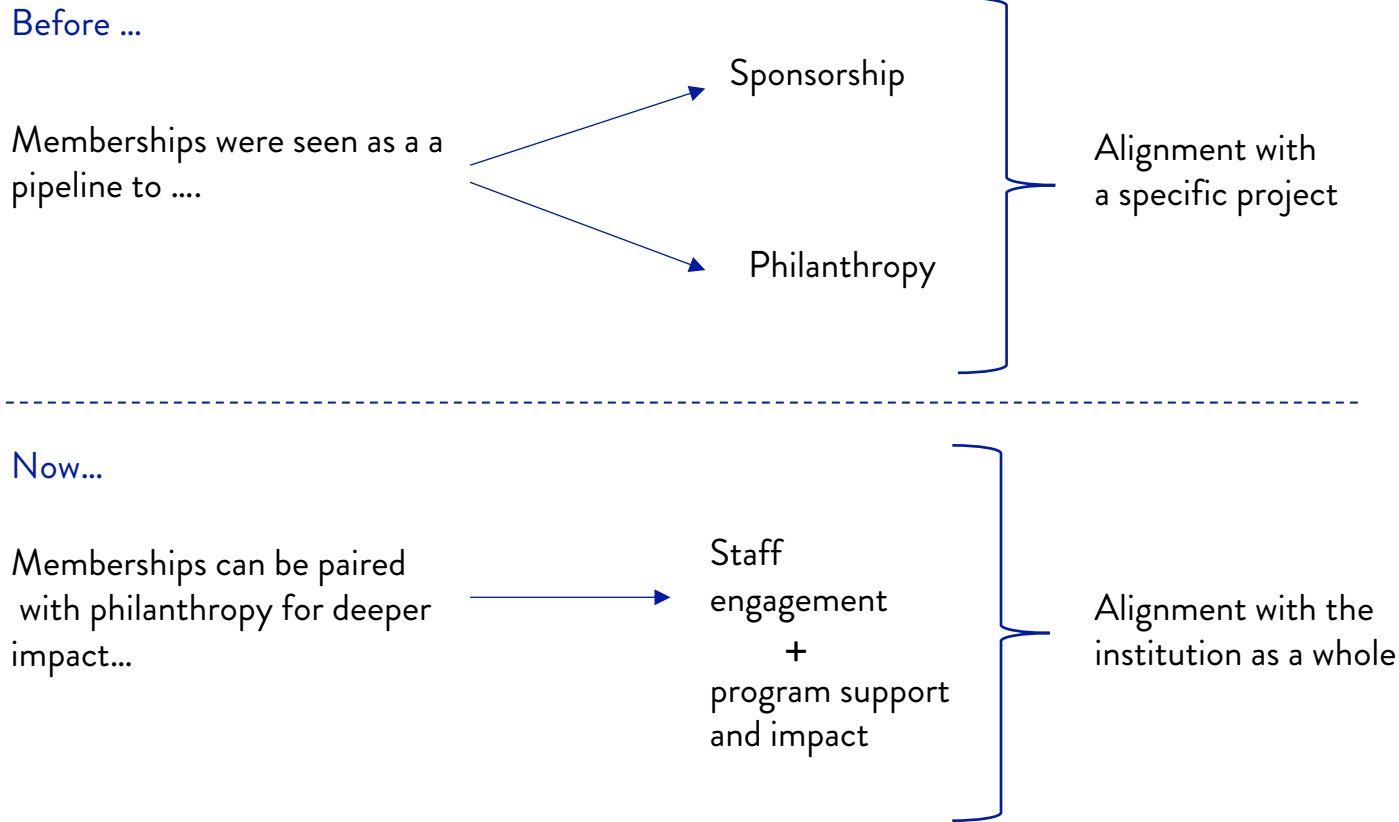 Before ...
Memberships were seen as a a
pipeline to ....
Sponsorship
Philanthropy
Alignment with
a specific project
Now...
Memberships can be paired
with philanthropy for deeper
impact...
Staff
engagement
+
program support
and impact
Alignment with the
institution as a whole